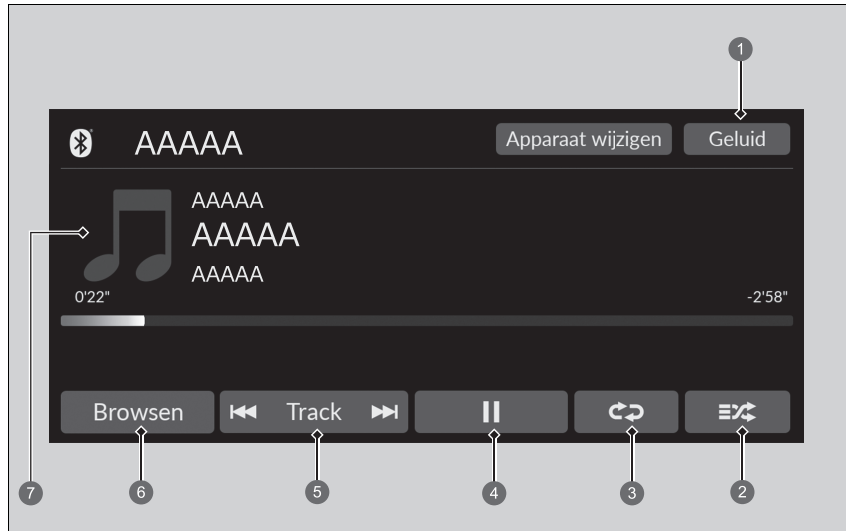 1
AAAAA Apparaat wijzigen Geluid
AAAAA
AAAAA
AAAAA
0'22" -2'58"
Browsen Track
7 6 5 4 3 2